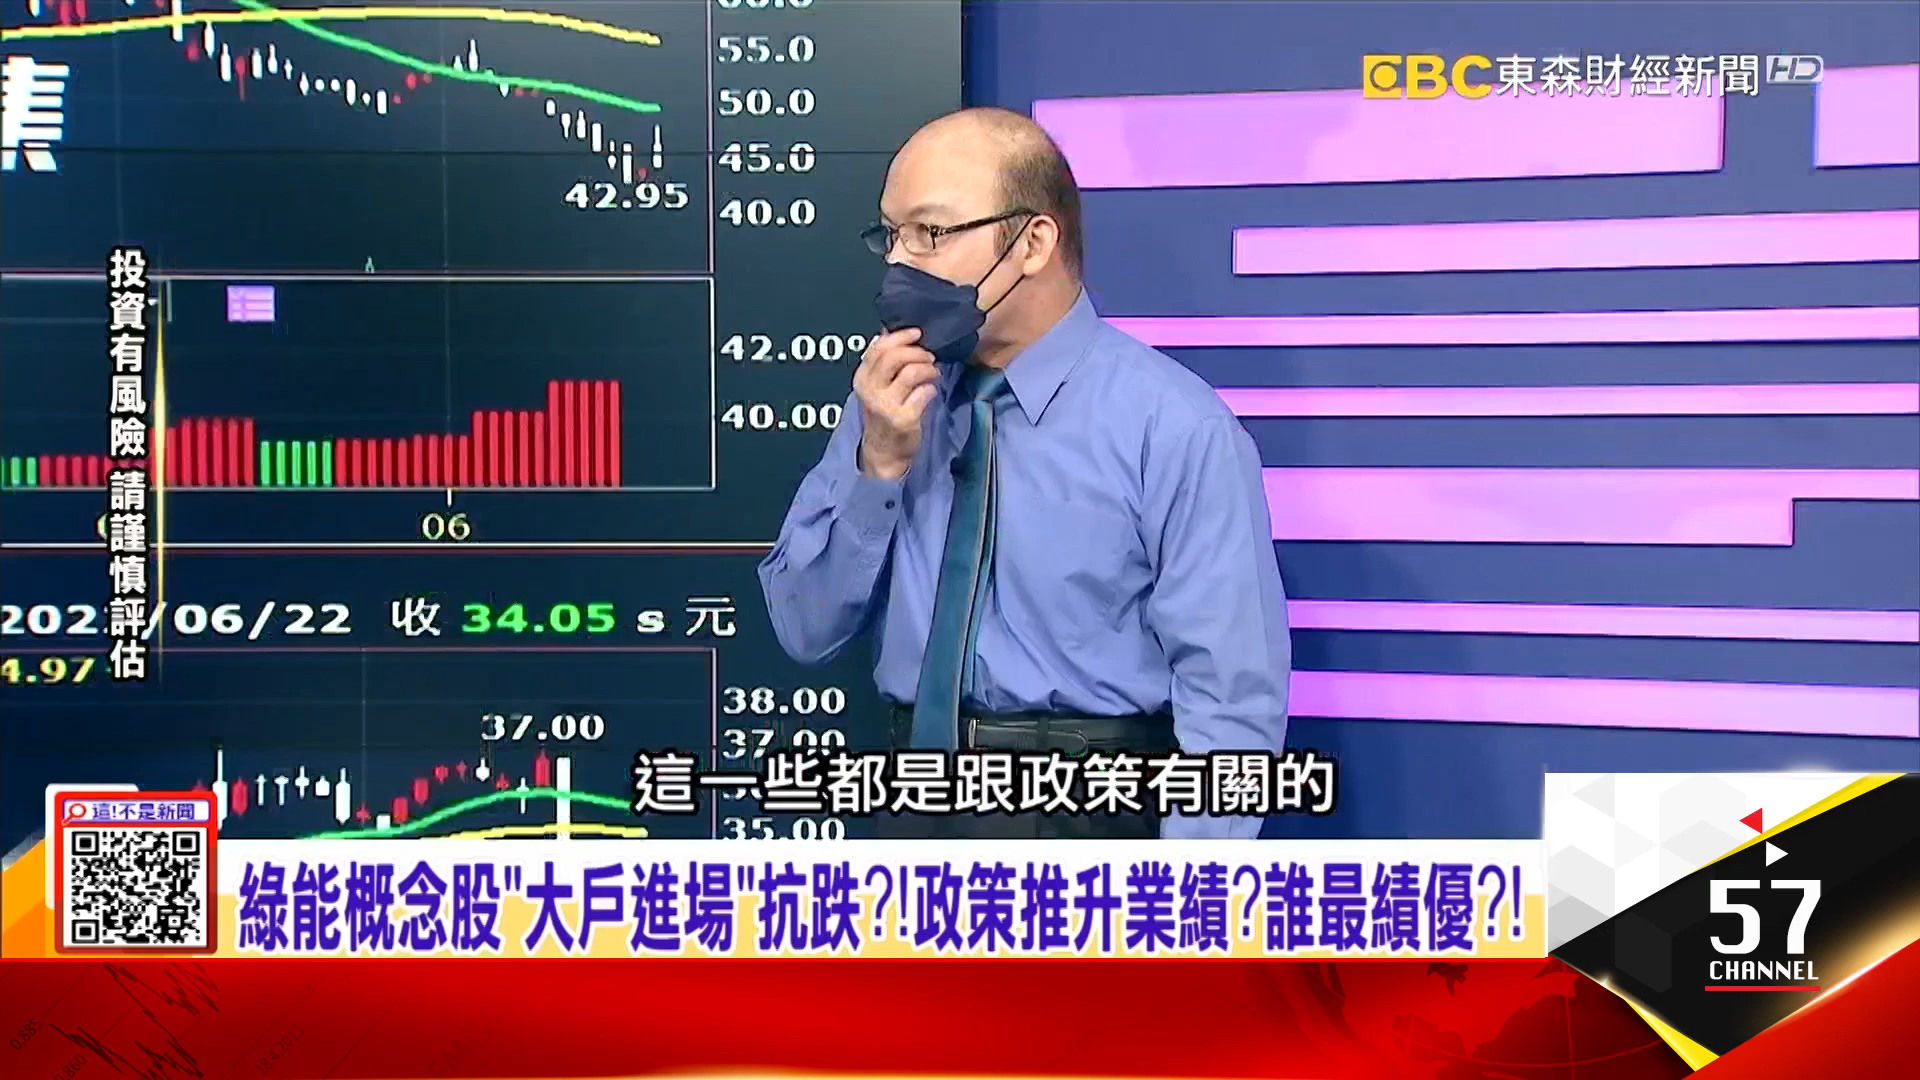 EBC 東森財經新聞 HD
55.0
50.0
45.0
42.95
40.0
投資有風險 請謹慎評估
42.00%
40.00
06
/06/22 收 34.05 s 元
4.97
38.00
37.00
37.00
35.00
這一些都是跟政策有關的
這!不是新聞
綠能概念股"大戶進場"抗跌?!政策推升業績?誰最績優?!
57
CHANNEL